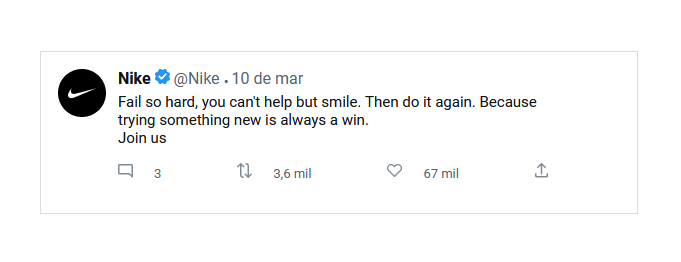 Nike @Nike . 10 de mar
Fail so hard, you can't help but smile. Then do it again. Because
trying something new is always a win.
Join us
3 3,6 mil 67 mil